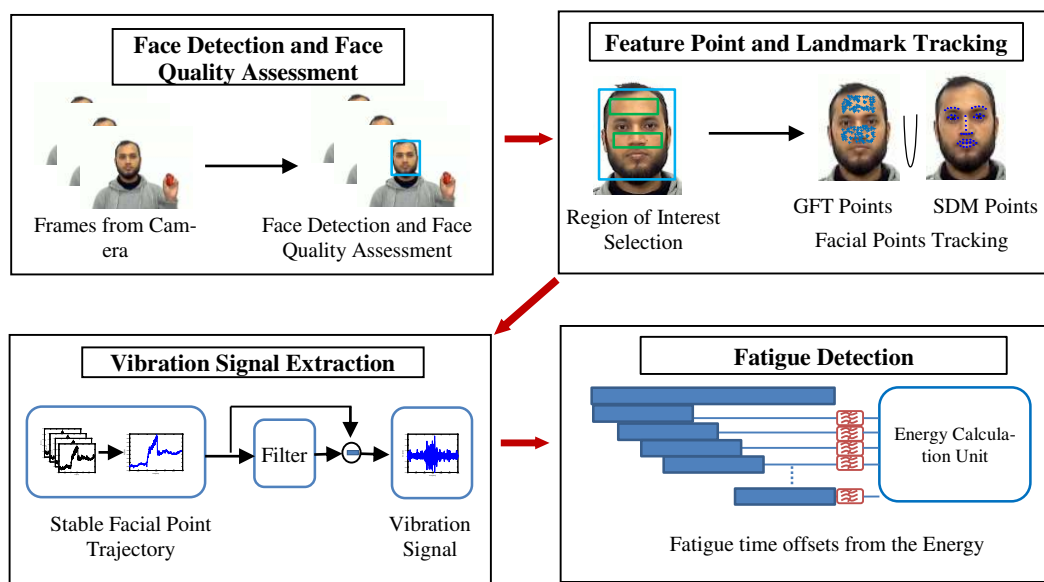 Face Detection and Face
Quality Assessment
Frames from Cam-
era
Face Detection and Face
Quality Assessment
Feature Point and Landmark Tracking
Region of Interest
Selection
GFT Points
SDM Points
Facial Points Tracking
Vibration Signal Extraction
Filter
Stable Facial Point
Trajectory
Vibration
Signal
Fatigue Detection
Energy Calcula-
tion Unit
Fatigue time offsets from the Energy